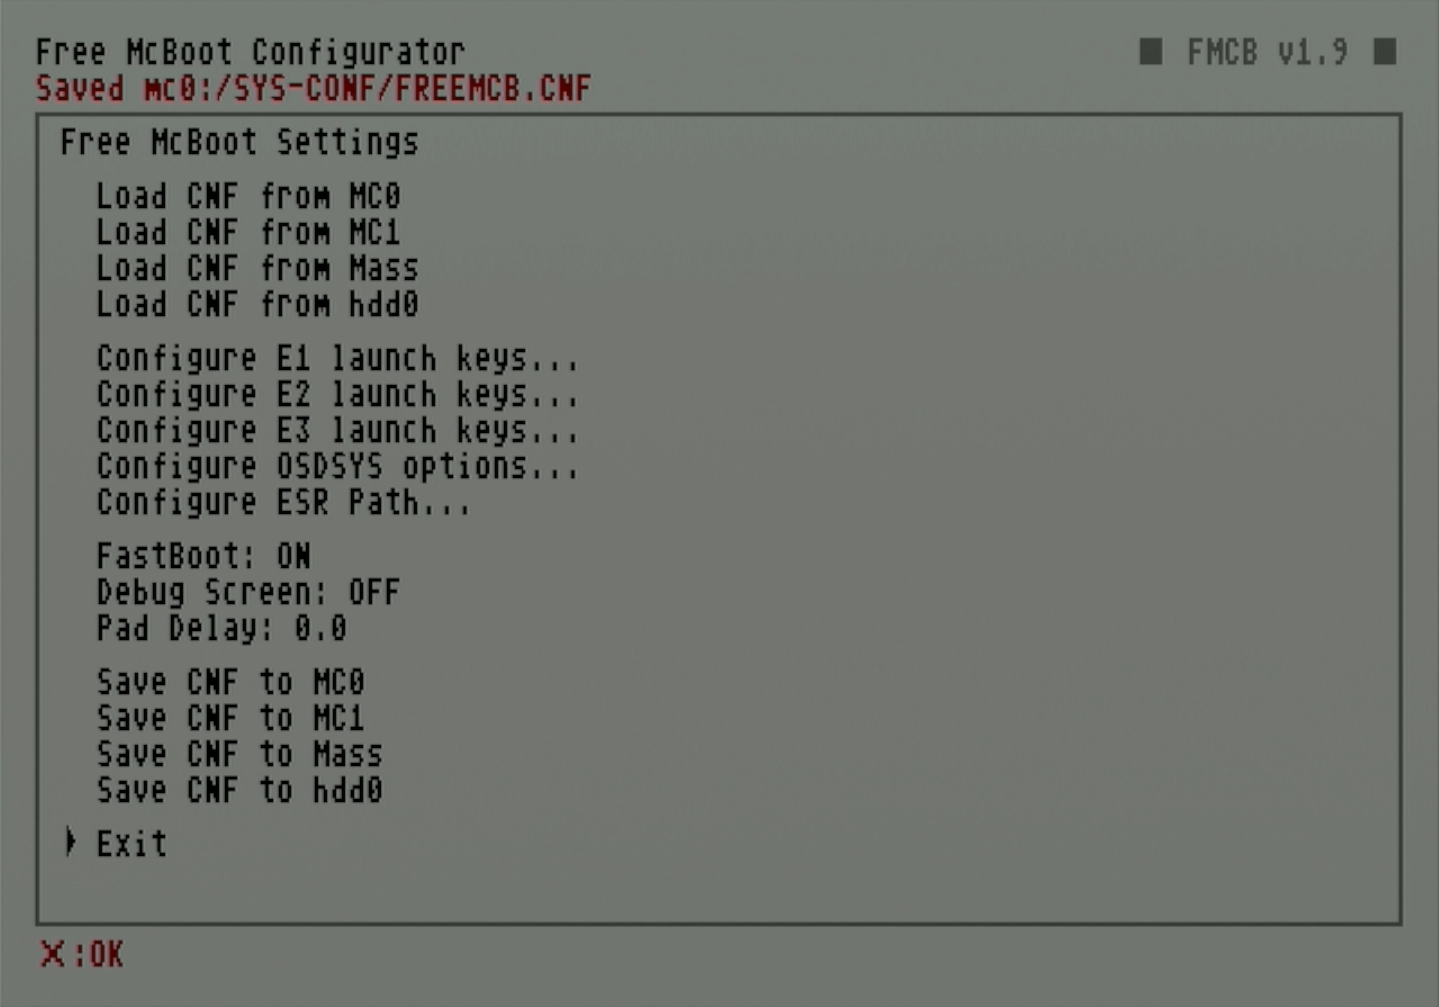 Free McBoot Configurator
■ FMCB v1.9 ■
Saved mc0:/SYS-CONF/FREEMCB.CNF
Free McBoot Settings
Load CNF from MC0
Load CNF from MC1
Load CNF from Mass
Load CNF from hdd0
Configure E1 launch keys...
Configure E2 launch keys...
Configure E3 launch keys...
Configure OSDSYS options...
Configure ESR Path...
FastBoot: ON
Debug Screen: OFF
Pad Delay: 0.0
Save CNF to MC0
Save CNF to MC1
Save CNF to Mass
Save CNF to hdd0
Exit
X:OK